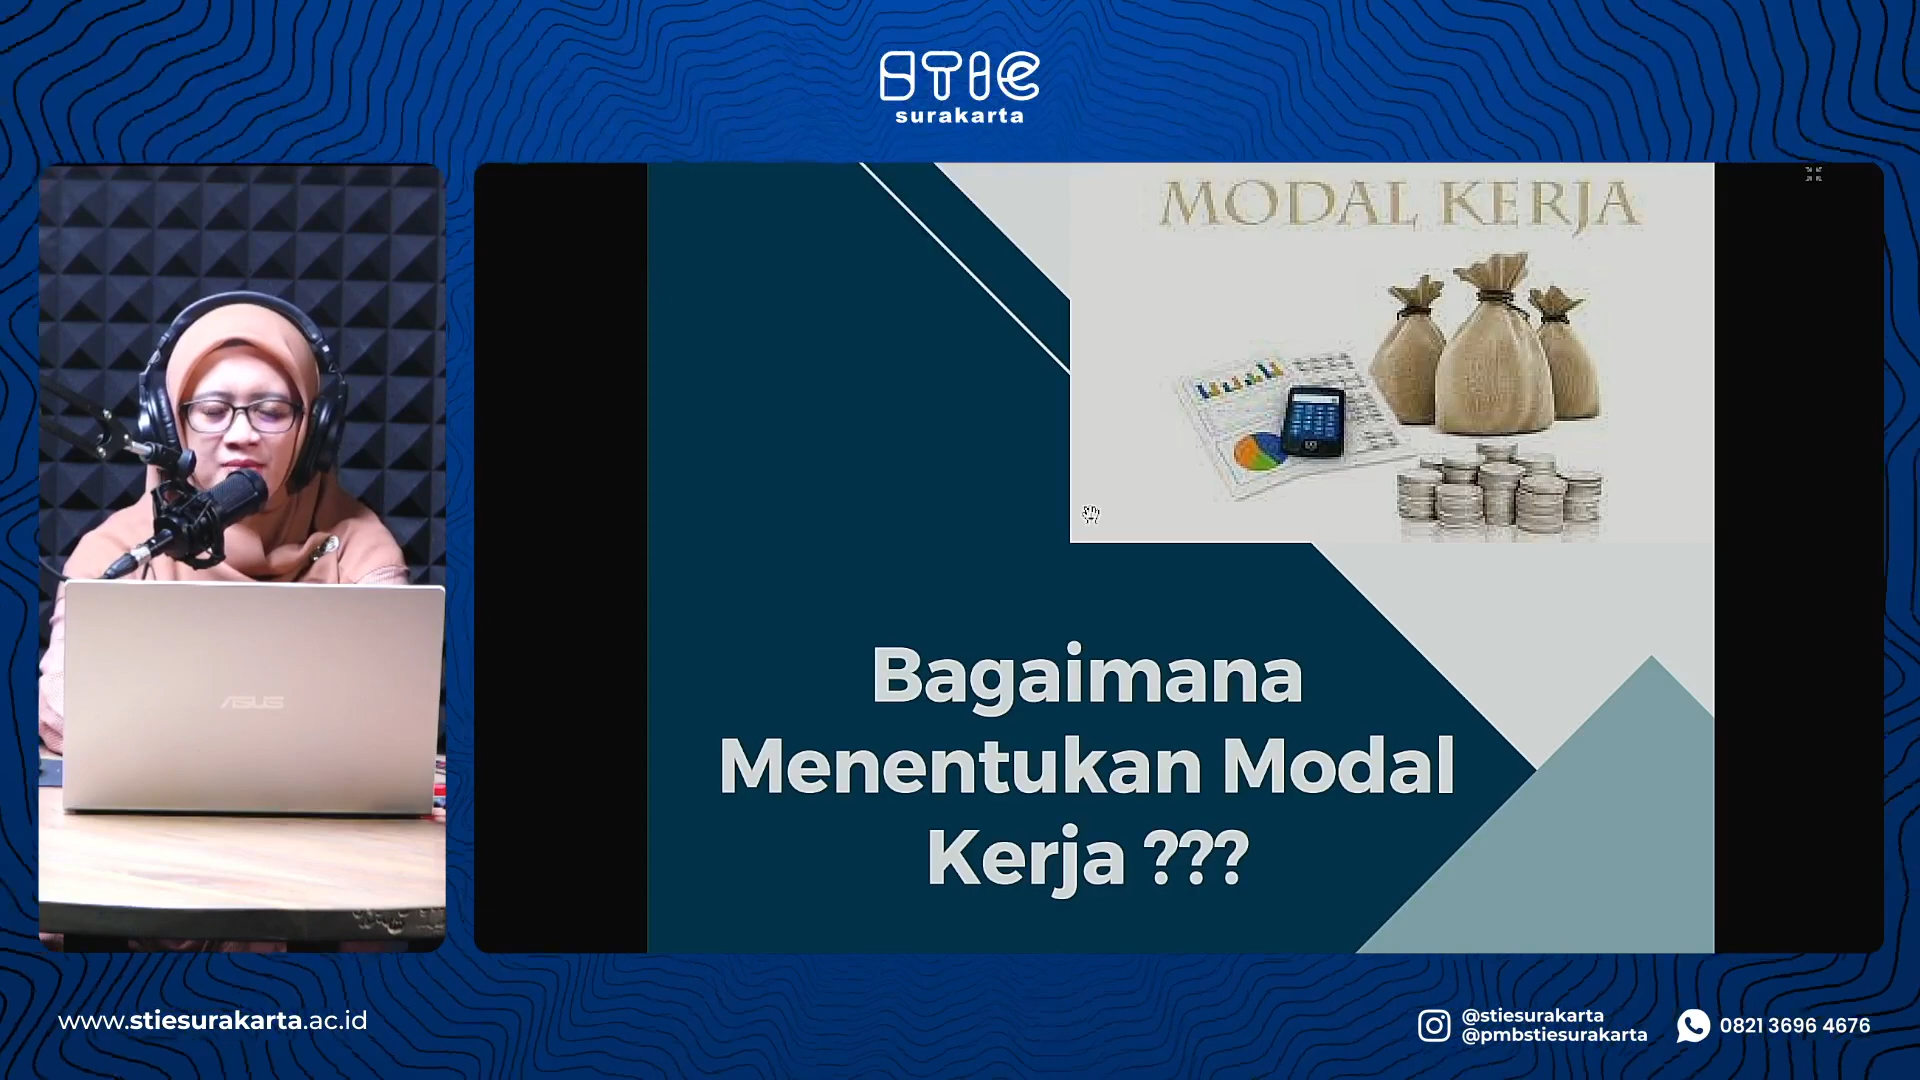 STIE
surakarta
MODAL KERJA
Bagaimana
Menentukan Modal
Kerja ???
ASUS
www.stiesurakarta.ac.id
@stiesurakarta
@pmbstiesurakarta
0821 3696 4676